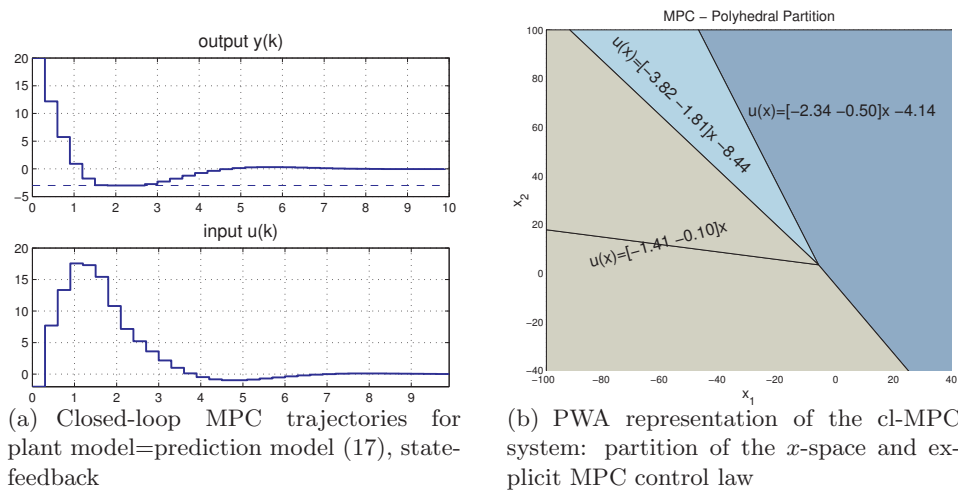 output y(k)
20
15
10
5
0
−5
0 1 2 3 4 5 6 7 8 9 10
input u(k)
20
15
10
5
0
0 1 2 3 4 5 6 7 8 9
(a) Closed-loop MPC trajectories for
plant model=prediction model (17), state-
feedback
MPC − Polyhedral Partition
100
80
60
40
20
0
−20
−40
x2
u(x)=[−3.82 −1.81]x −8.44
u(x)=[−2.34 −0.50]x −4.14
u(x)=[−1.41 −0.10]x
−100 −80 −60 −40 −20 0 20 40
x1
(b) PWA representation of the cl-MPC
system: partition of the x-space and ex-
plicit MPC control law